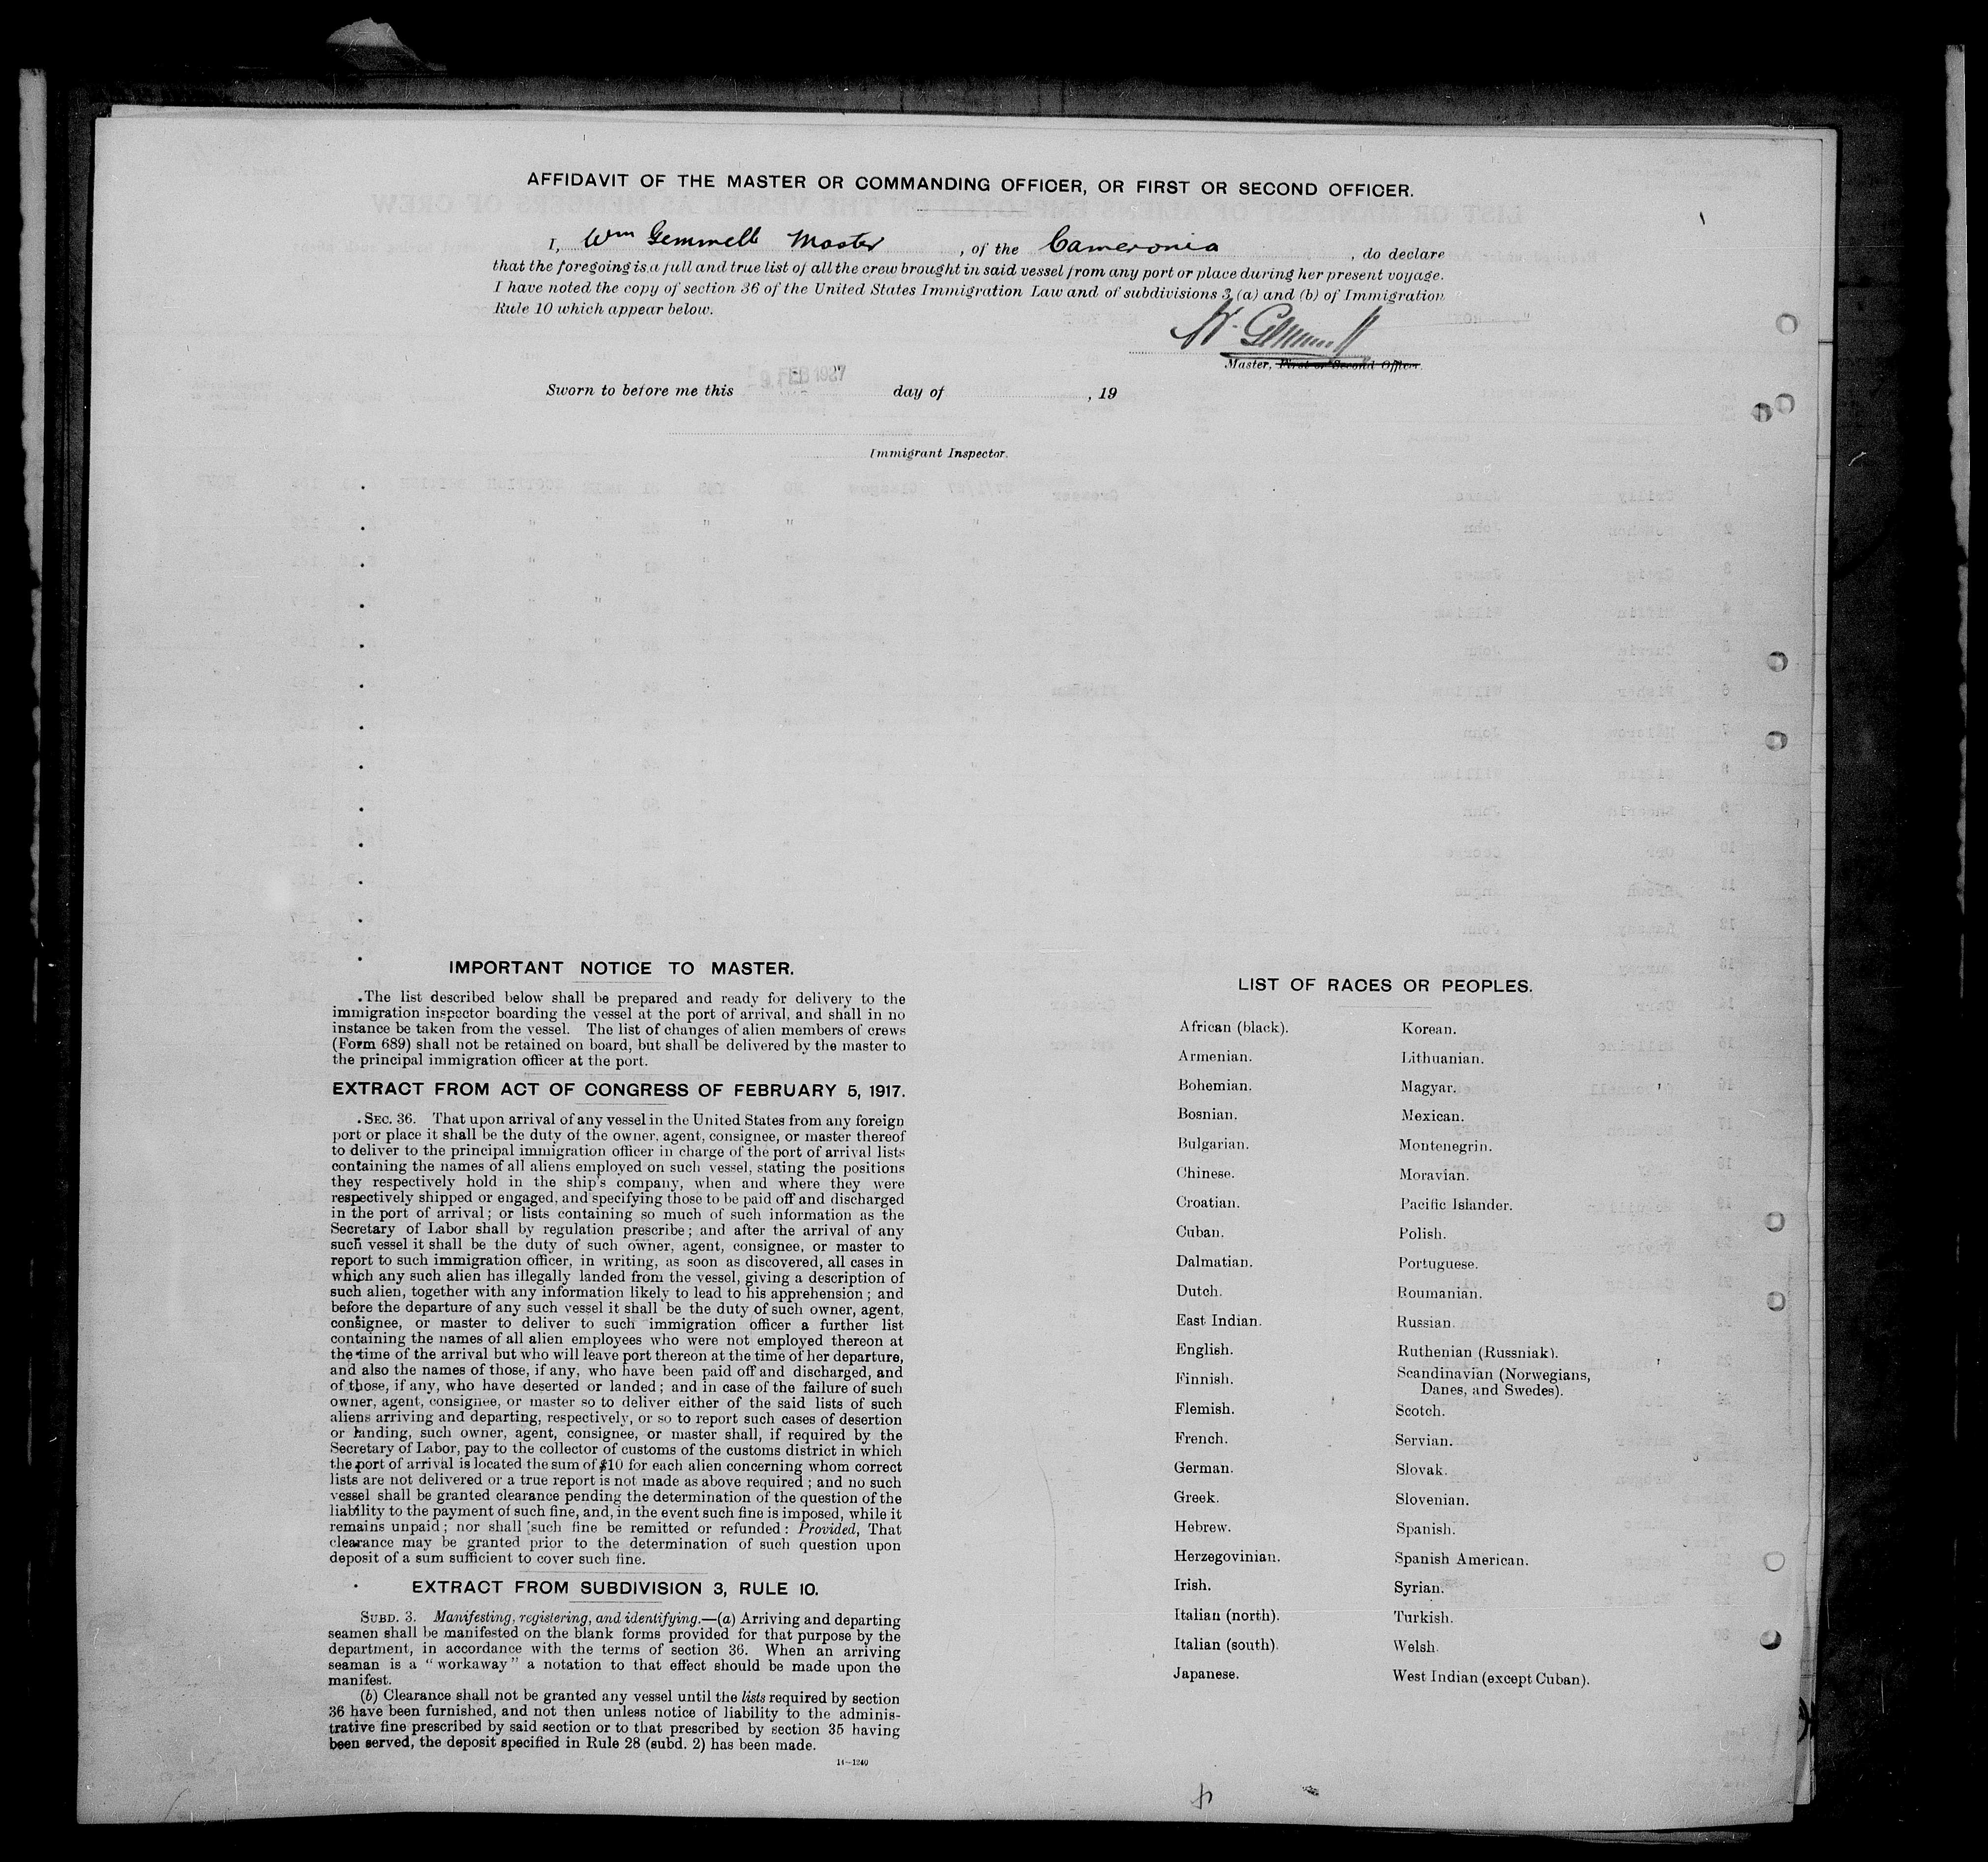 AFFIDAVIT OF THE MASTER OR COMMANDING OFFICER, OR FIRST OR SECOND OFFICER.
I, Wm Gemmell Master, of the Cameronia, do declare
that the foregoing is a full and true list of all the crew brought in said vessel from any port or place during her present voyage.
I have noted the copy of section 36 of the United States Immigration Law and of subdivisions 3 (a) and (b) of Immigration
Rule 10 which appear below.
W. Gemmell
Master, First or Second Officer.
FEB 1927
Sworn to before me this day of , 19
Immigrant Inspector.
IMPORTANT NOTICE TO MASTER.
The list described below shall be prepared and ready for delivery to the
immigration inspector boarding the vessel at the port of arrival, and shall in no
instance be taken from the vessel. The list of changes of alien members of crews
(Form 689) shall not be retained on board, but shall be delivered by the master to
the principal immigration officer at the port.
EXTRACT FROM ACT OF CONGRESS OF FEBRUARY 5, 1917.
SEC. 36. That upon arrival of any vessel in the United States from any foreign
port or place it shall be the duty of the owner, agent, consignee, or master thereof
to deliver to the principal immigration officer in charge of the port of arrival lists
containing the names of all aliens employed on such vessel, stating the positions
they respectively hold in the ship's company, when and where they were
respectively shipped or engaged, and specifying those to be paid off and discharged
in the port of arrival; or lists containing so much of such information as the
Secretary of Labor shall by regulation prescribe; and after the arrival of any
such vessel it shall be the duty of such owner, agent, consignee, or master to
report to such immigration officer, in writing, as soon as discovered, all cases in
which any such alien has illegally landed from the vessel, giving a description of
such alien, together with any information likely to lead to his apprehension; and
before the departure of any such vessel it shall be the duty of such owner, agent,
consignee, or master to deliver to such immigration officer a further list
containing the names of all alien employees who were not employed thereon at
the time of the arrival but who will leave port thereon at the time of her departure,
and also the names of those, if any, who have been paid off and discharged, and
of those, if any, who have deserted or landed; and in case of the failure of such
owner, agent, consignee, or master so to deliver either of the said lists of such
aliens arriving and departing, respectively, or so to report such cases of desertion
or landing, such owner, agent, consignee, or master shall, if required by the
Secretary of Labor, pay to the collector of customs of the customs district in which
the port of arrival is located the sum of $10 for each alien concerning whom correct
lists are not delivered or a true report is not made as above required; and no such
vessel shall be granted clearance pending the determination of the question of the
liability to the payment of such fine, and, in the event such fine is imposed, while it
remains unpaid; nor shall such fine be remitted or refunded: Provided, That
clearance may be granted prior to the determination of such question upon
deposit of a sum sufficient to cover such fine.
EXTRACT FROM SUBDIVISION 3, RULE 10.
SUBD. 3. Manifesting, registering, and identifying.—(a) Arriving and departing
seamen shall be manifested on the blank forms provided for that purpose by the
department, in accordance with the terms of section 36. When an arriving
seaman is a "workaway" a notation to that effect should be made upon the
manifest.
(b) Clearance shall not be granted any vessel until the lists required by section
36 have been furnished, and not then unless notice of liability to the adminis-
trative fine prescribed by said section or to that prescribed by section 35 having
been served, the deposit specified in Rule 28 (subd. 2) has been made.
14—1240
LIST OF RACES OR PEOPLES.
African (black).
Armenian.
Bohemian.
Bosnian.
Bulgarian.
Chinese.
Croatian.
Cuban.
Dalmatian.
Dutch.
East Indian.
English.
Finnish.
Flemish.
French.
German.
Greek.
Hebrew.
Herzegovinian.
Irish.
Italian (north).
Italian (south).
Japanese.
Korean.
Lithuanian.
Magyar.
Mexican.
Montenegrin.
Moravian.
Pacific Islander.
Polish.
Portuguese.
Roumanian.
Russian.
Ruthenian (Russniak).
Scandinavian (Norwegians,
Danes, and Swedes).
Scotch.
Servian.
Slovak.
Slovenian.
Spanish.
Spanish American.
Syrian.
Turkish.
Welsh.
West Indian (except Cuban).